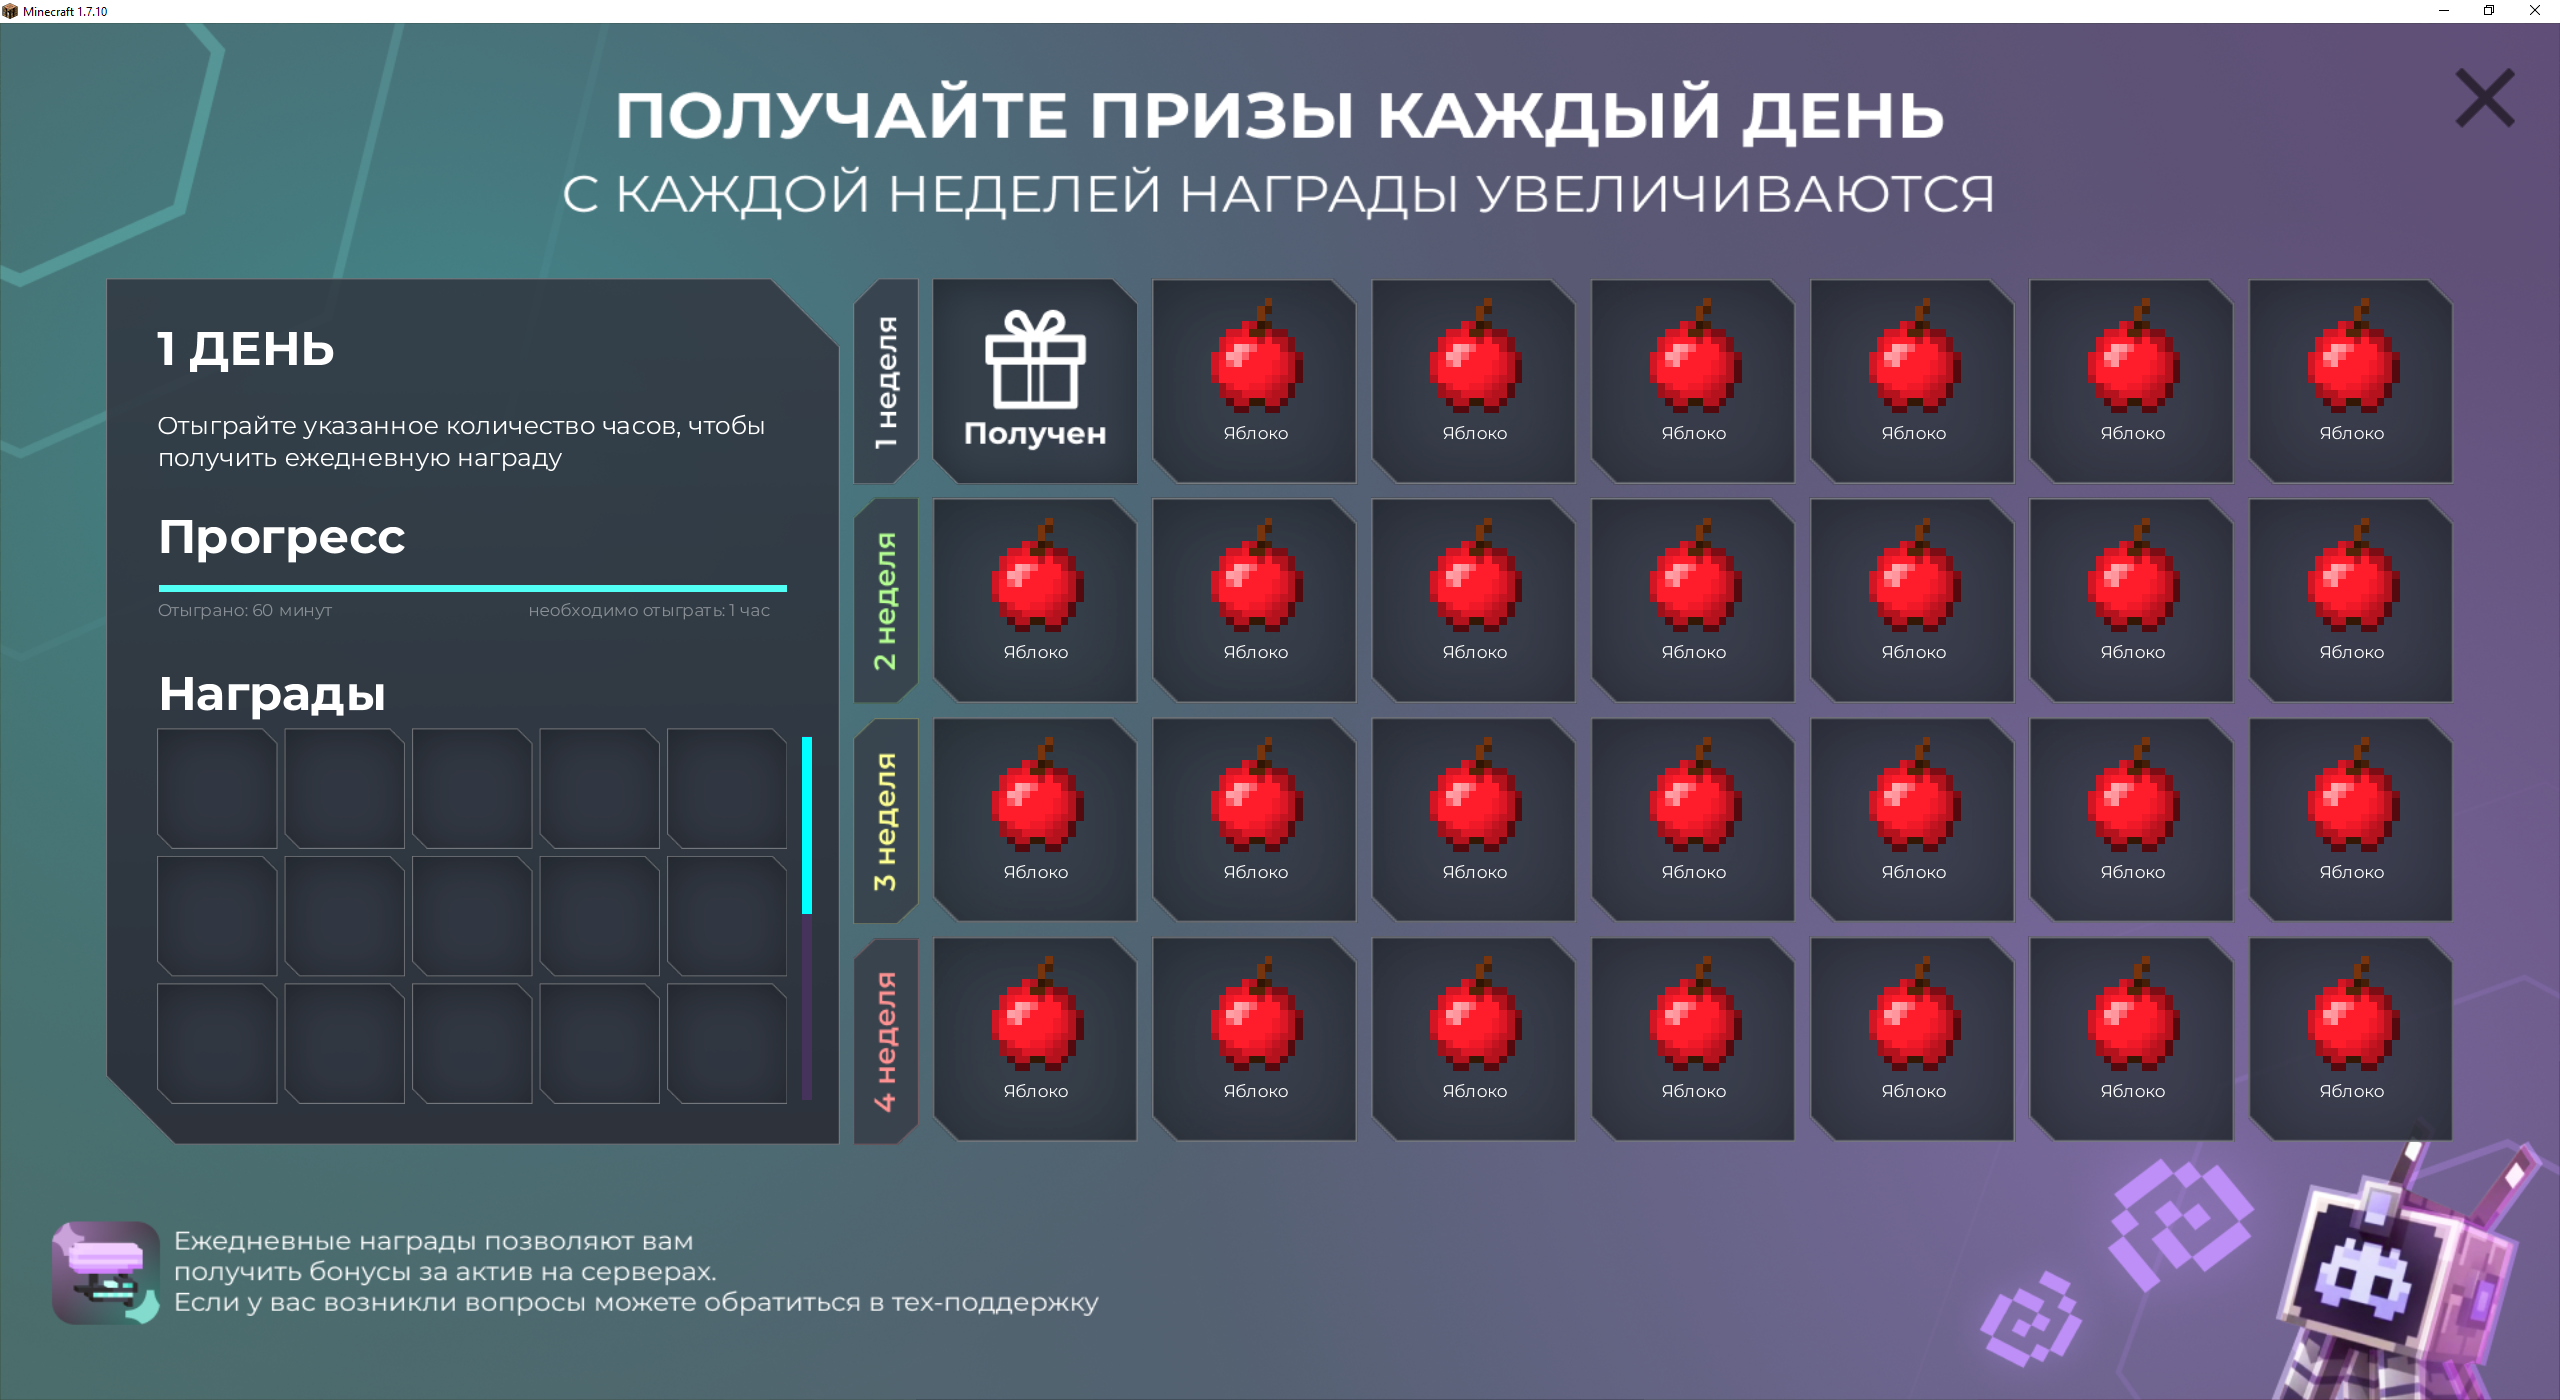 Minecraft 1.7.10
ПОЛУЧАЙТЕ ПРИЗЫ КАЖДЫЙ ДЕНЬ
С КАЖДОЙ НЕДЕЛЕЙ НАГРАДЫ УВЕЛИЧИВАЮТСЯ
1 ДЕНЬ
Отыграйте указанное количество часов, чтобы
получить ежедневную награду
Прогресс
Отыграно: 60 минут
необходимо отыграть: 1 час
Награды
1 неделя
Получен
Яблоко
Яблоко
Яблоко
Яблоко
Яблоко
Яблоко
2 неделя
Яблоко
Яблоко
Яблоко
Яблоко
Яблоко
Яблоко
Яблоко
3 неделя
Яблоко
Яблоко
Яблоко
Яблоко
Яблоко
Яблоко
Яблоко
4 неделя
Яблоко
Яблоко
Яблоко
Яблоко
Яблоко
Яблоко
Яблоко
Ежедневные награды позволяют вам
получить бонусы за актив на серверах.
Если у вас возникли вопросы можете обратиться в тех-поддержку